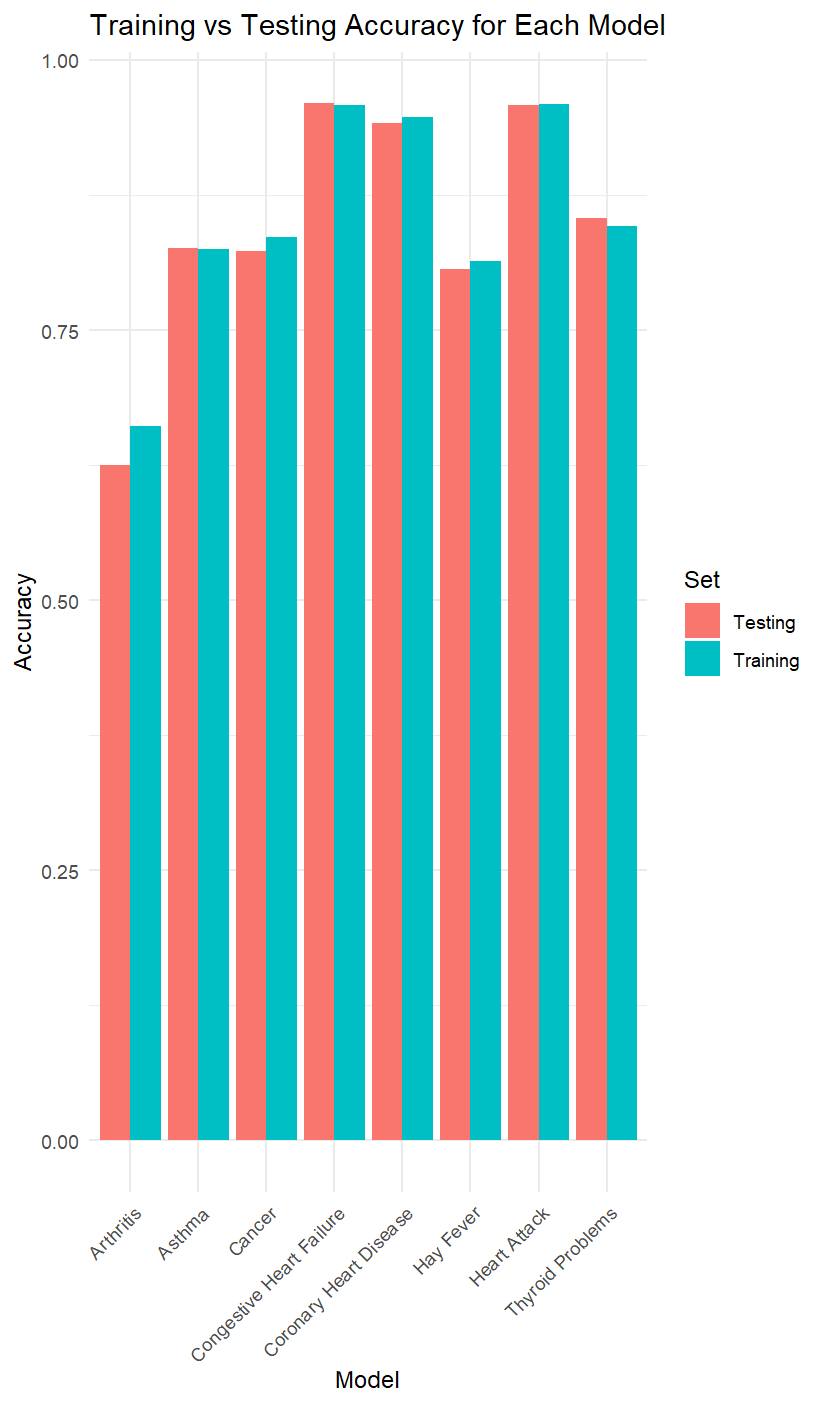 Training vs Testing Accuracy for Each Model
1.00
0.75
0.50
0.25
0.00
Accuracy
Arthritis
Asthma
Cancer
Congestive Heart Failure
Coronary Heart Disease
Hay Fever
Heart Attack
Thyroid Problems
Model
Set
Testing
Training